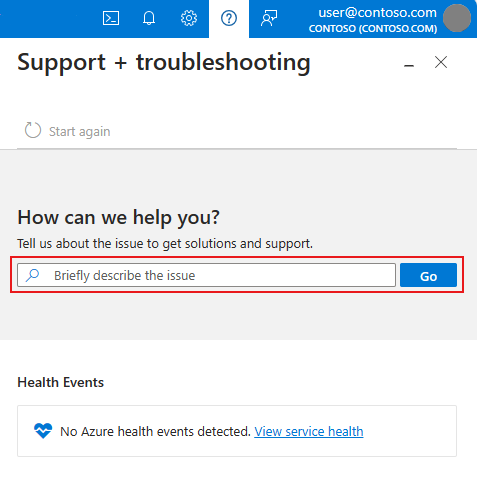 user@contoso.com
CONTOSO (CONTOSO.COM)
Support + troubleshooting
Start again
How can we help you?
Tell us about the issue to get solutions and support.
Briefly describe the issue
Go
Health Events
No Azure health events detected. View service health